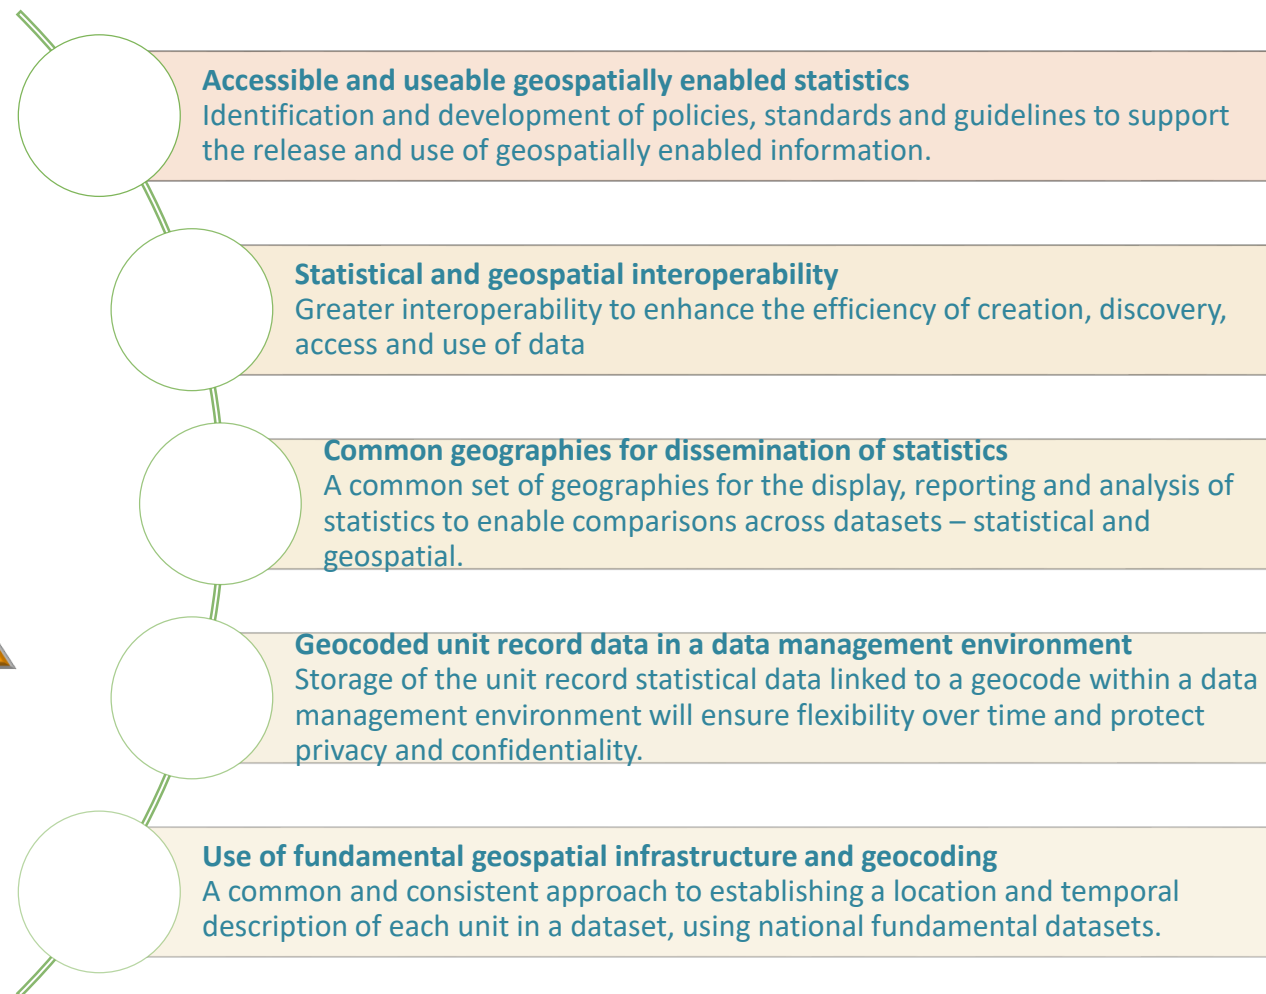 Accessible and useable geospatially enabled statistics
Identification and development of policies, standards and guidelines to support
the release and use of geospatially enabled information.
Statistical and geospatial interoperability
Greater interoperability to enhance the efficiency of creation, discovery,
access and use of data
Common geographies for dissemination of statistics
A common set of geographies for the display, reporting and analysis of
statistics to enable comparisons across datasets – statistical and
geospatial.
Geocoded unit record data in a data management environment
Storage of the unit record statistical data linked to a geocode within a data
management environment will ensure flexibility over time and protect
privacy and confidentiality.
Use of fundamental geospatial infrastructure and geocoding
A common and consistent approach to establishing a location and temporal
description of each unit in a dataset, using national fundamental datasets.